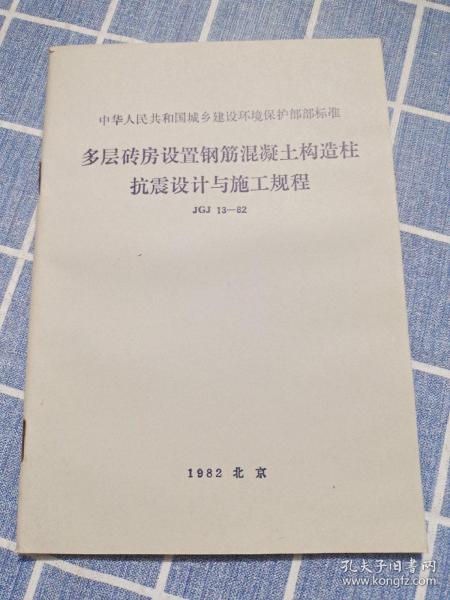 中华人民共和国城乡建设环境保护部部标准
多层砖房设置钢筋混凝土构造柱
抗震设计与施工规程
JGJ 13—82
1982 北京
孔夫子旧书网
www.kongfz.com